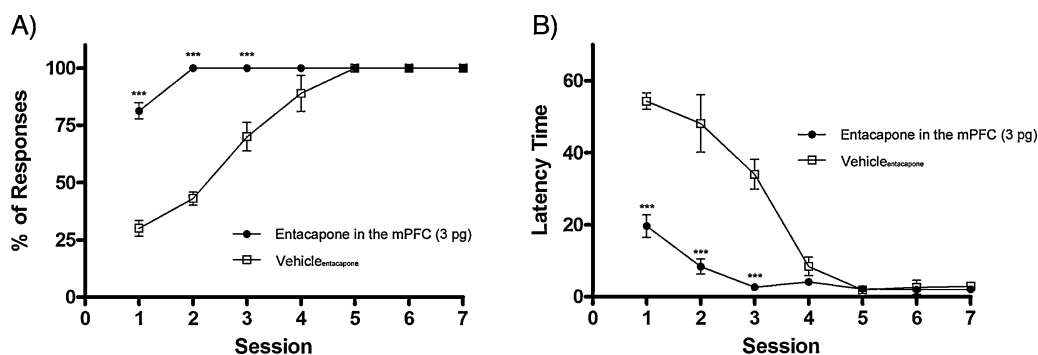 A)
% of Responses
100
75
50
25
0
***
***
***
Entacapone in the mPFC (3 pg)
Vehicleentacapone
0 1 2 3 4 5 6 7
Session
B)
Latency Time
60
40
20
0
***
***
***
Entacapone in the mPFC (3 pg)
Vehicleentacapone
0 1 2 3 4 5 6 7
Session